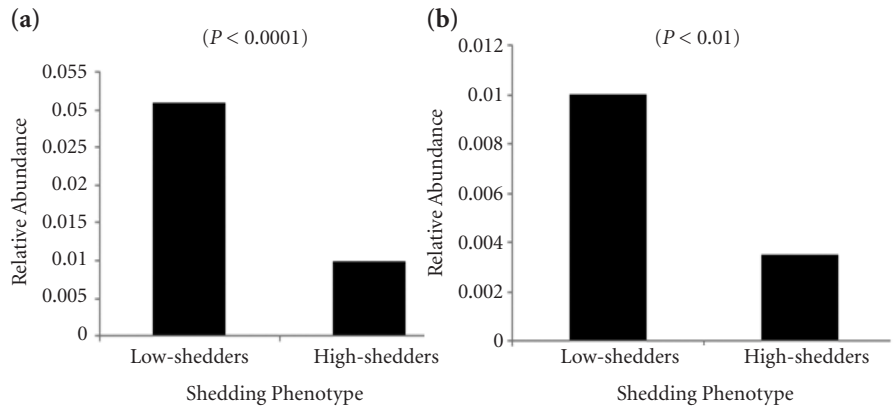 (a)
(P < 0.0001)
0.055
0.05
0.025
0.02
0.015
0.01
0.005
0
Relative Abundance
Low-shedders
High-shedders
Shedding Phenotype
(b)
(P < 0.01)
0.012
0.01
0.008
0.006
0.004
0.002
0
Relative Abundance
Low-shedders
High-shedders
Shedding Phenotype